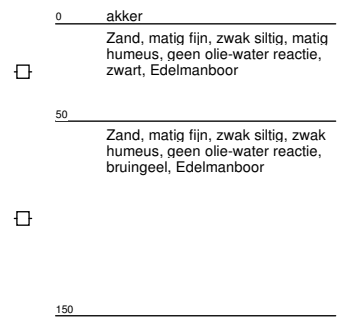 0 akker
Zand, matig fijn, zwak siltig, matig
humeus, geen olie-water reactie,
zwart, Edelmanboor
50
Zand, matig fijn, zwak siltig, zwak
humeus, geen olie-water reactie,
bruingeel, Edelmanboor
150